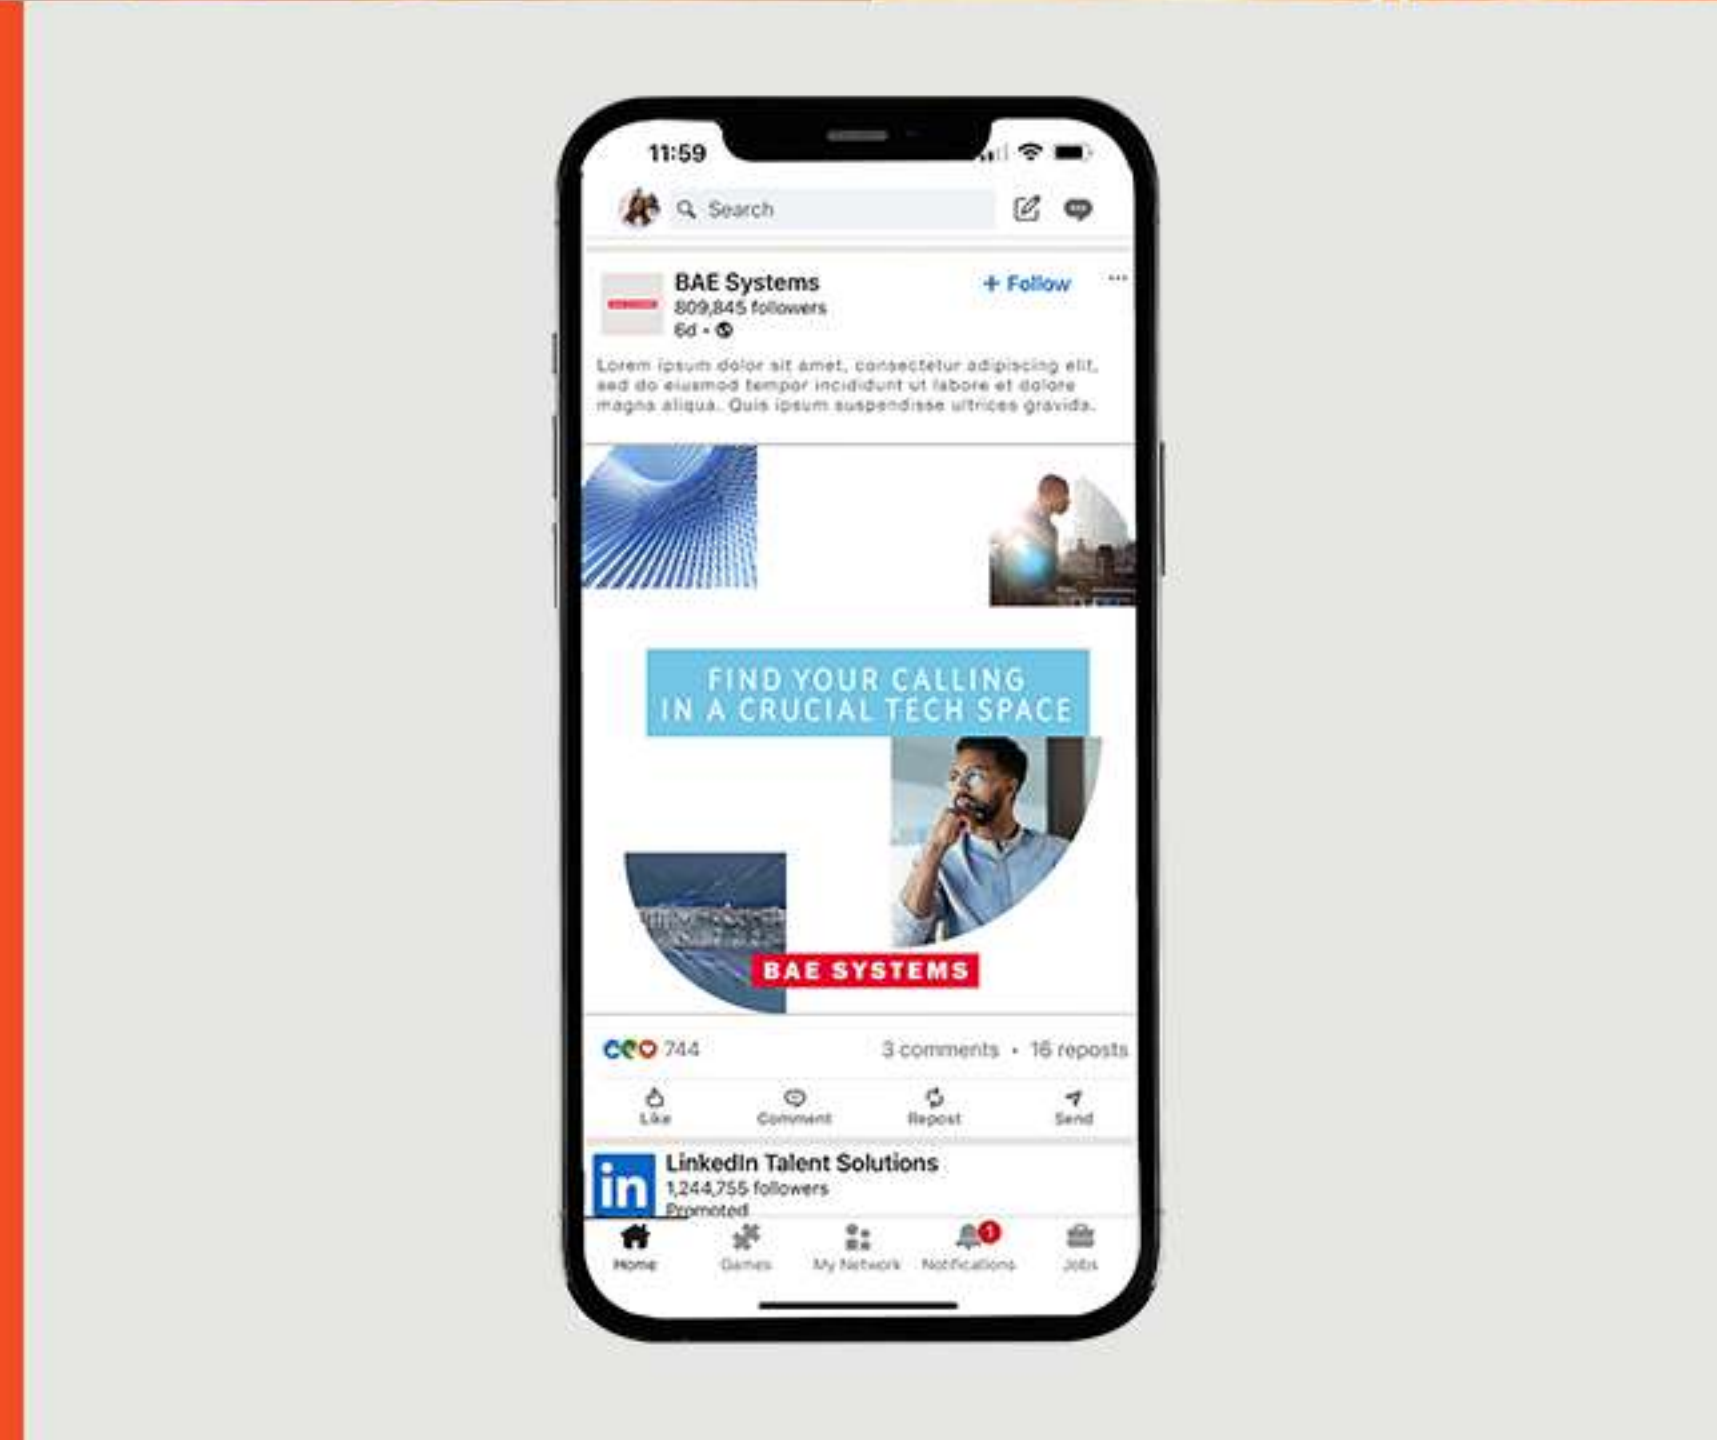 11:59
Search
BAE Systems
+ Follow
809,845 followers
6d •
Lorem ipsum dolor sit amet, consectetur adipiscing elit,
sed do eiusmod tempor incididunt ut labore et dolore
magna aliqua. Quis ipsum suspendisse ultrices gravida.
FIND YOUR CALLING
IN A CRUCIAL TECH SPACE
BAE SYSTEMS
744
3 comments • 16 reposts
Like Comment Repost Send
in
LinkedIn Talent Solutions
1,244,755 followers
Promoted
1
Home Games My Network Notifications Jobs